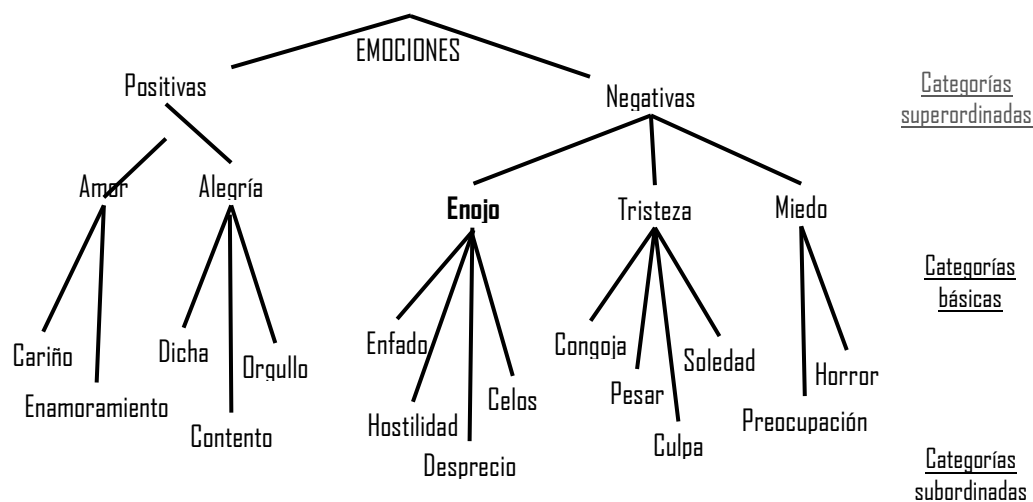 EMOCIONES
Positivas
Negativas
Categorías
superordinadas
Amor
Alegría
Enojo
Tristeza
Miedo
Categorías
básicas
Cariño
Enamoramiento
Dicha
Contento
Orgullo
Enfado
Hostilidad
Desprecio
Celos
Congoja
Pesar
Culpa
Soledad
Preocupación
Horror
Categorías
subordinadas